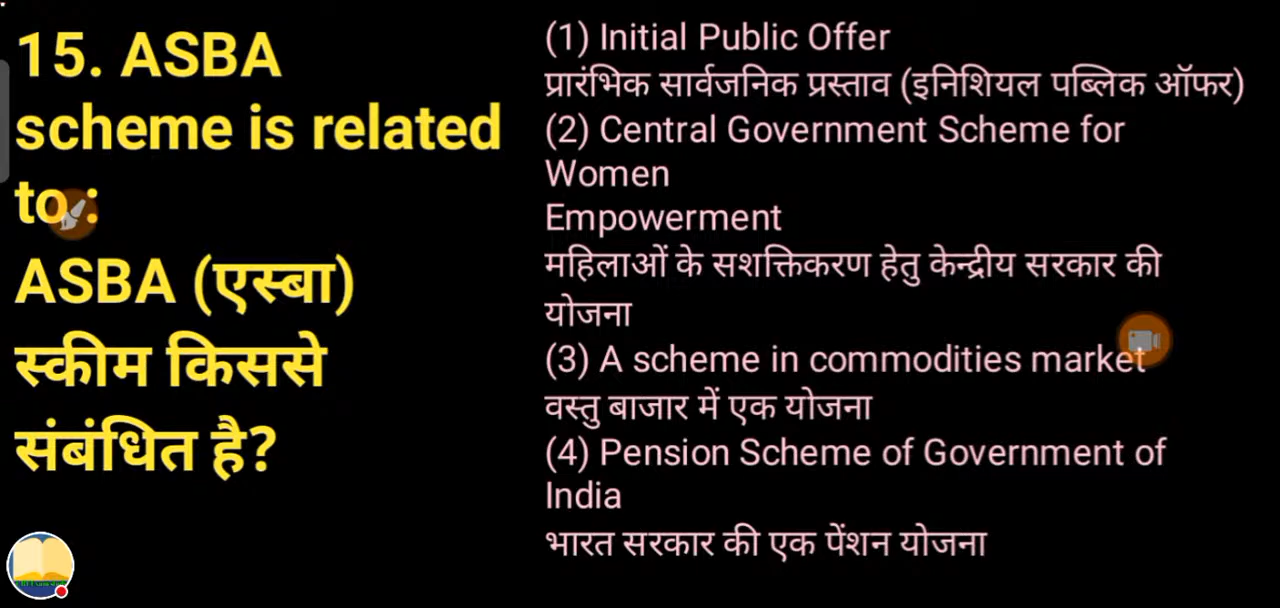 15. ASBA
scheme is related
to :
ASBA (एस्बा)
स्कीम किससे
संबंधित है?
(1) Initial Public Offer
प्रारंभिक सार्वजनिक प्रस्ताव (इनिशियल पब्लिक ऑफर)
(2) Central Government Scheme for
Women
Empowerment
महिलाओं के सशक्तिकरण हेतु केन्द्रीय सरकार की
योजना
(3) A scheme in commodities market
वस्तु बाजार में एक योजना
(4) Pension Scheme of Government of
India
भारत सरकार की एक पेंशन योजना